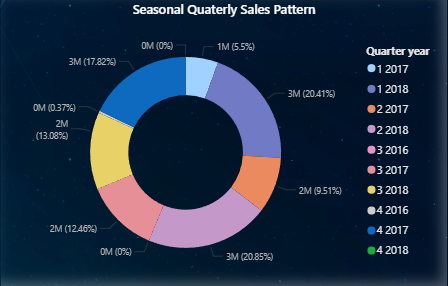 Seasonal Quaterly Sales Pattern
0M (0%)
1M (5.5%)
3M (17.82%)
3M (20.41%)
0M (0.37%)
2M
(13.08%)
2M (9.51%)
2M (12.46%)
0M (0%)
3M (20.85%)
Quarter year
1 2017
1 2018
2 2017
2 2018
3 2016
3 2017
3 2018
4 2016
4 2017
4 2018